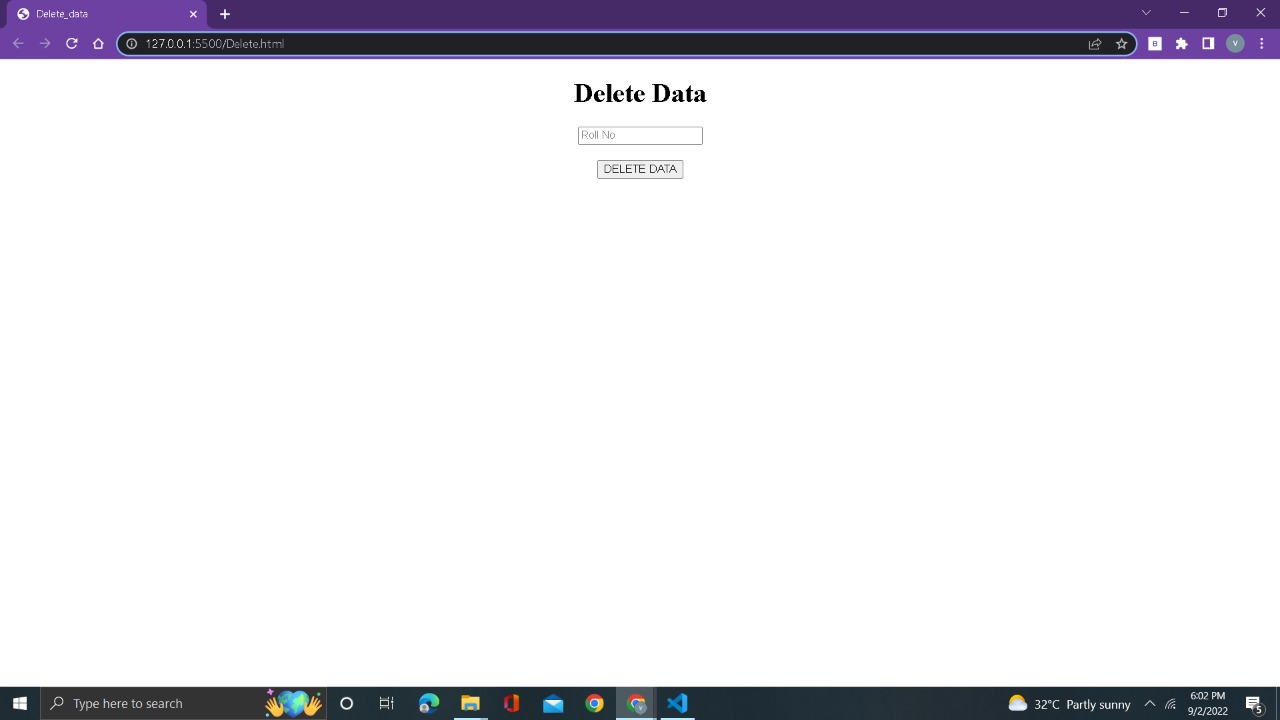 Delete_data
127.0.0.1:5500/Delete.html
B
V
Delete Data
Roll No
DELETE DATA
Type here to search
32°C Partly sunny
6:02 PM
9/2/2022
5